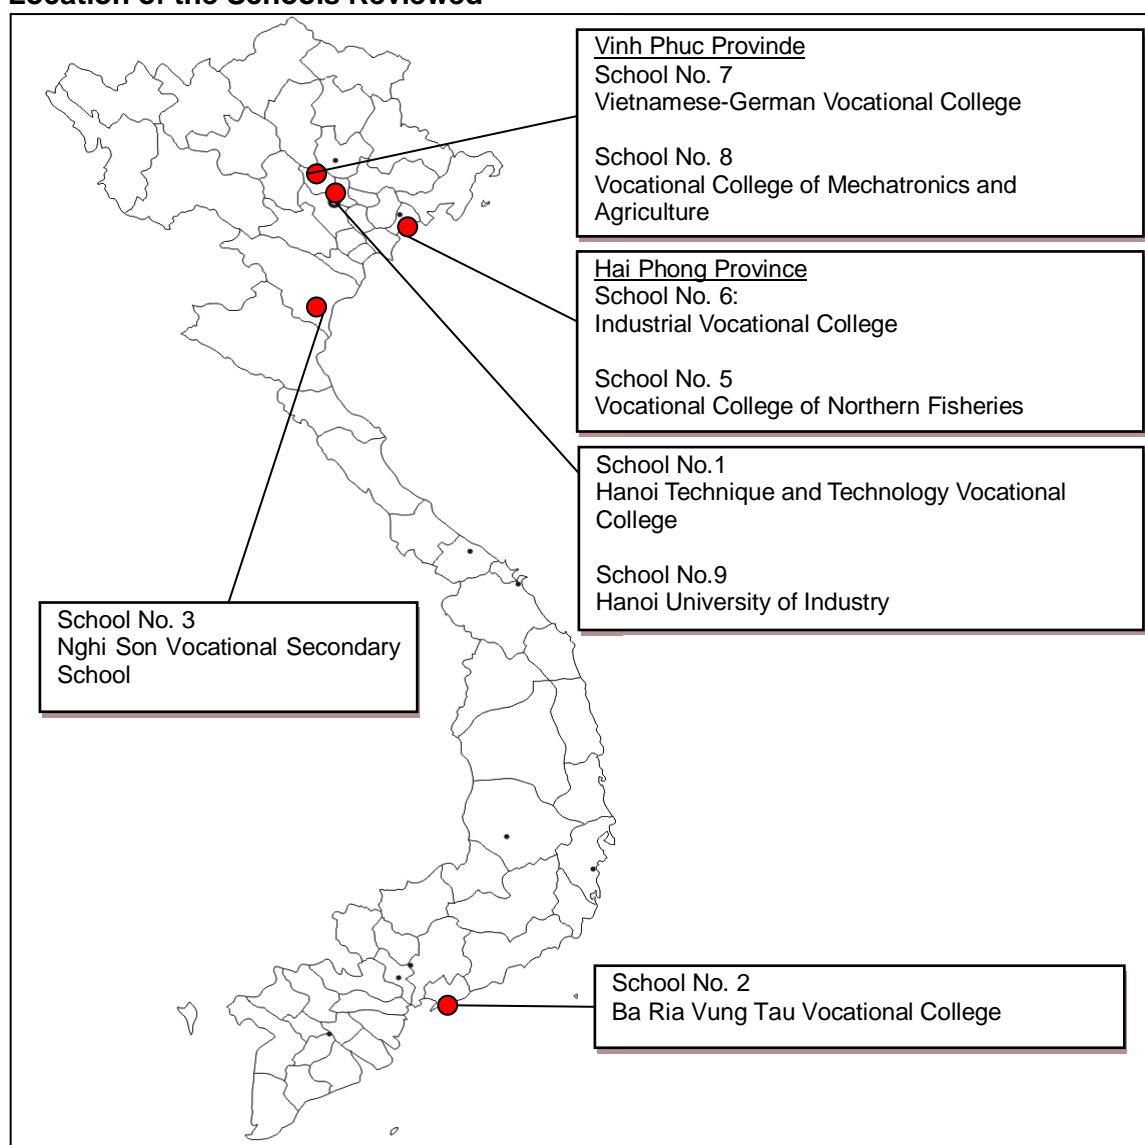 Location of the Schools Reviewed
Vinh Phuc Provinde
School No. 7
Vietnamese-German Vocational College
School No. 8
Vocational College of Mechatronics and
Agriculture
Hai Phong Province
School No. 6:
Industrial Vocational College
School No. 5
Vocational College of Northern Fisheries
School No.1
Hanoi Technique and Technology Vocational
College
School No.9
Hanoi University of Industry
School No. 3
Nghi Son Vocational Secondary
School
School No. 2
Ba Ria Vung Tau Vocational College